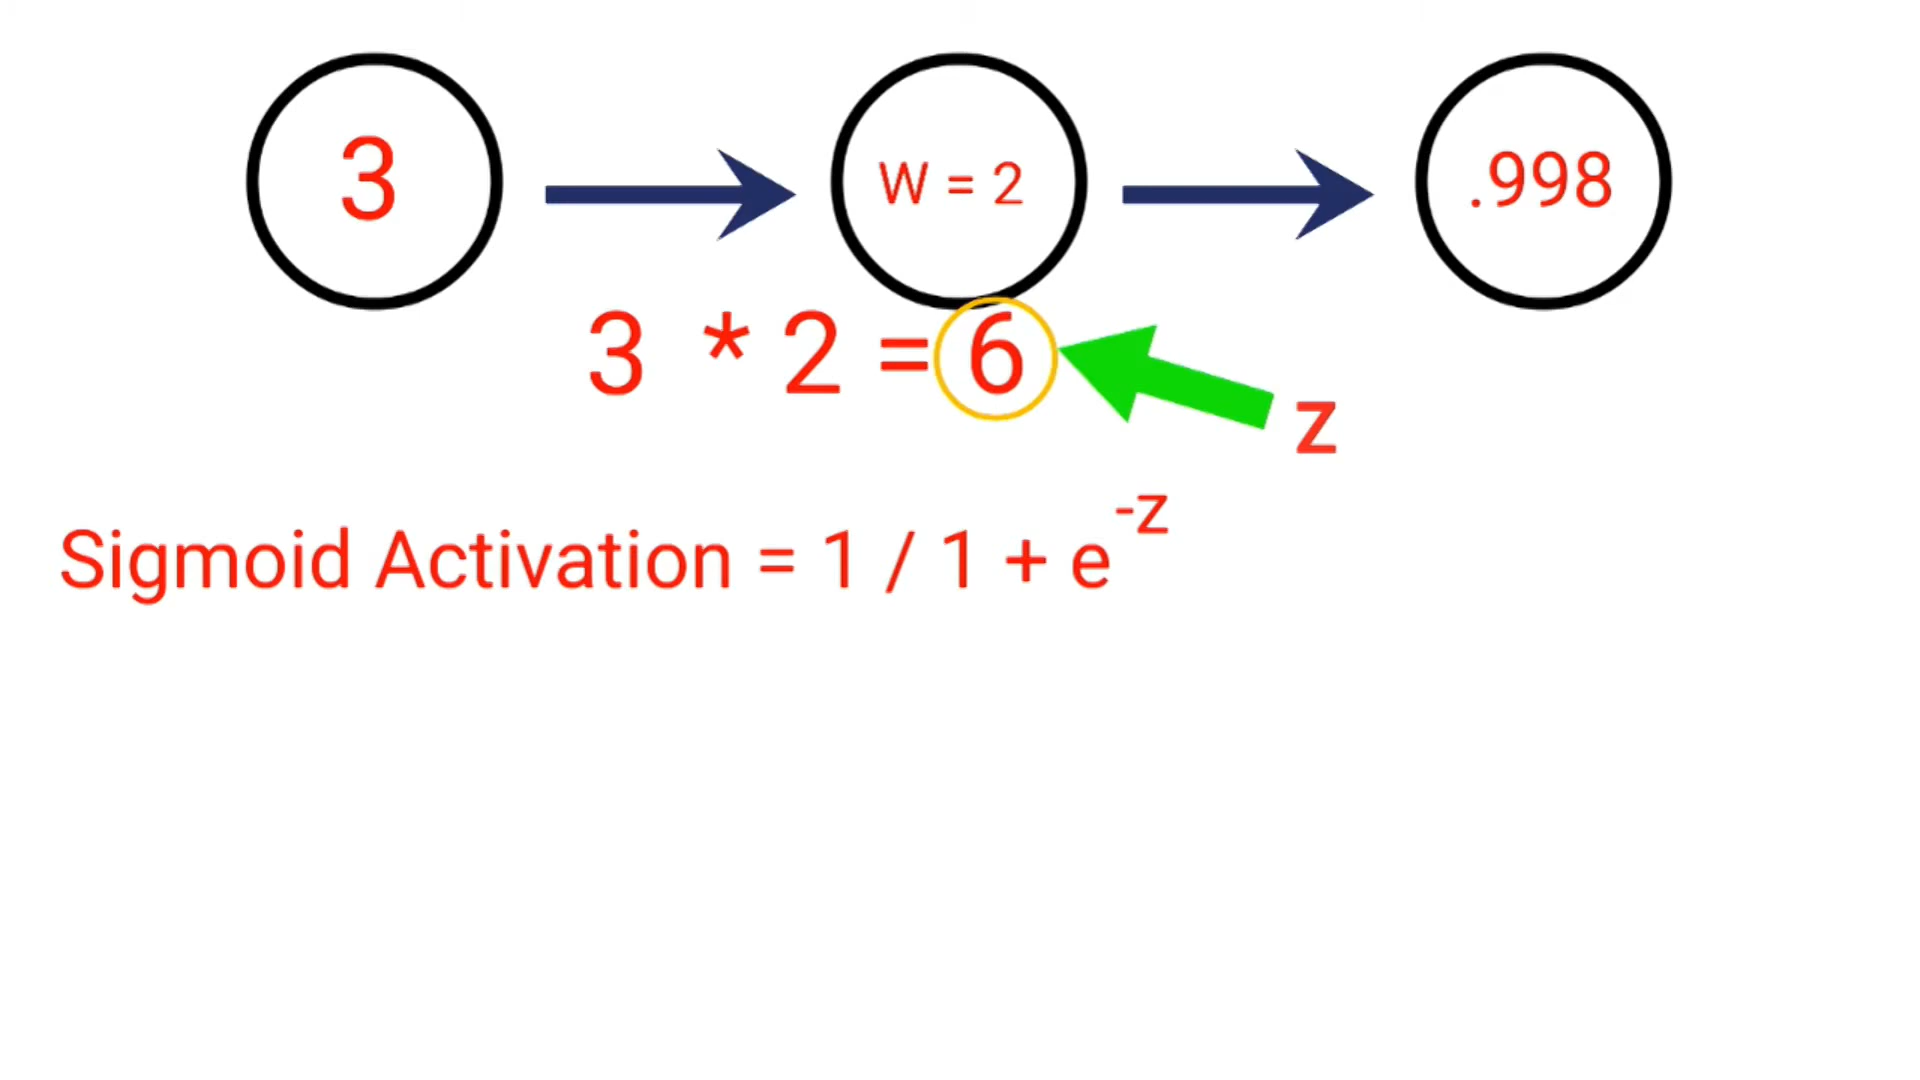 3 W = 2 .998
3 * 2 = 6
z
Sigmoid Activation = 1 / 1 + e^-z